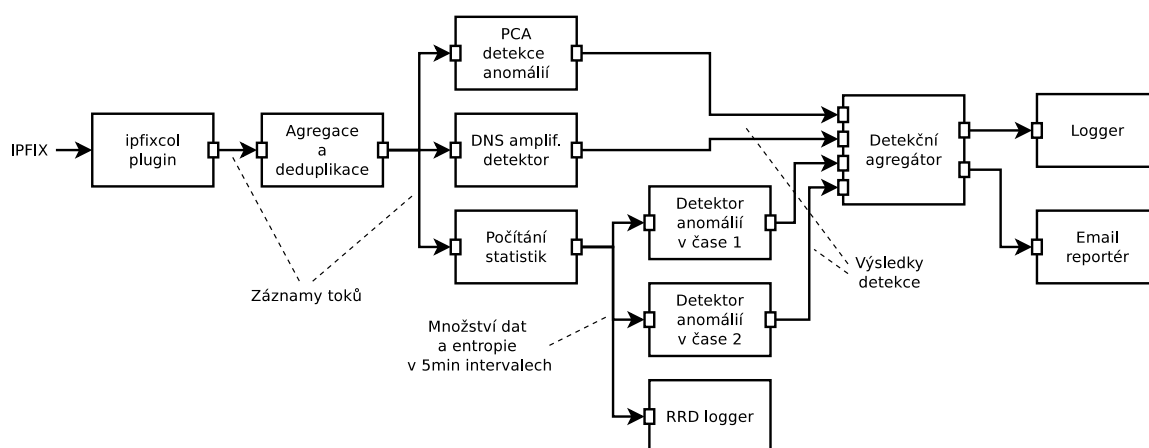 PCA
detekce
anomálií
IPFIX
ipfixcol
plugin
Agregace
a
deduplikace
DNS amplif.
detektor
Detekční
agregátor
Logger
Počítání
statistik
Detektor
anomálií
v čase 1
Email
reportér
Záznamy toků
Výsledky
detekce
Množství dat
a entropie
v 5min intervalech
Detektor
anomálií
v čase 2
RRD logger